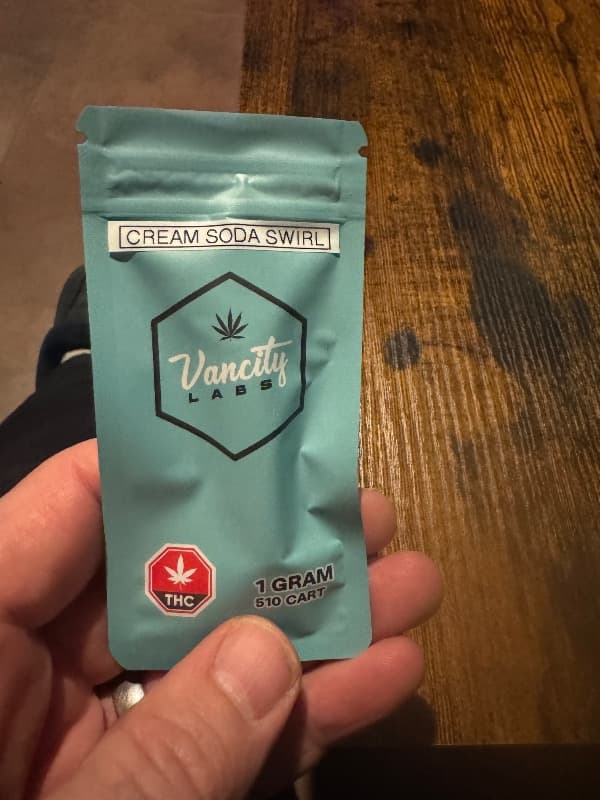 CREAM SODA SWIRL
Vancity
LABS
THC
1 GRAM
510 CART